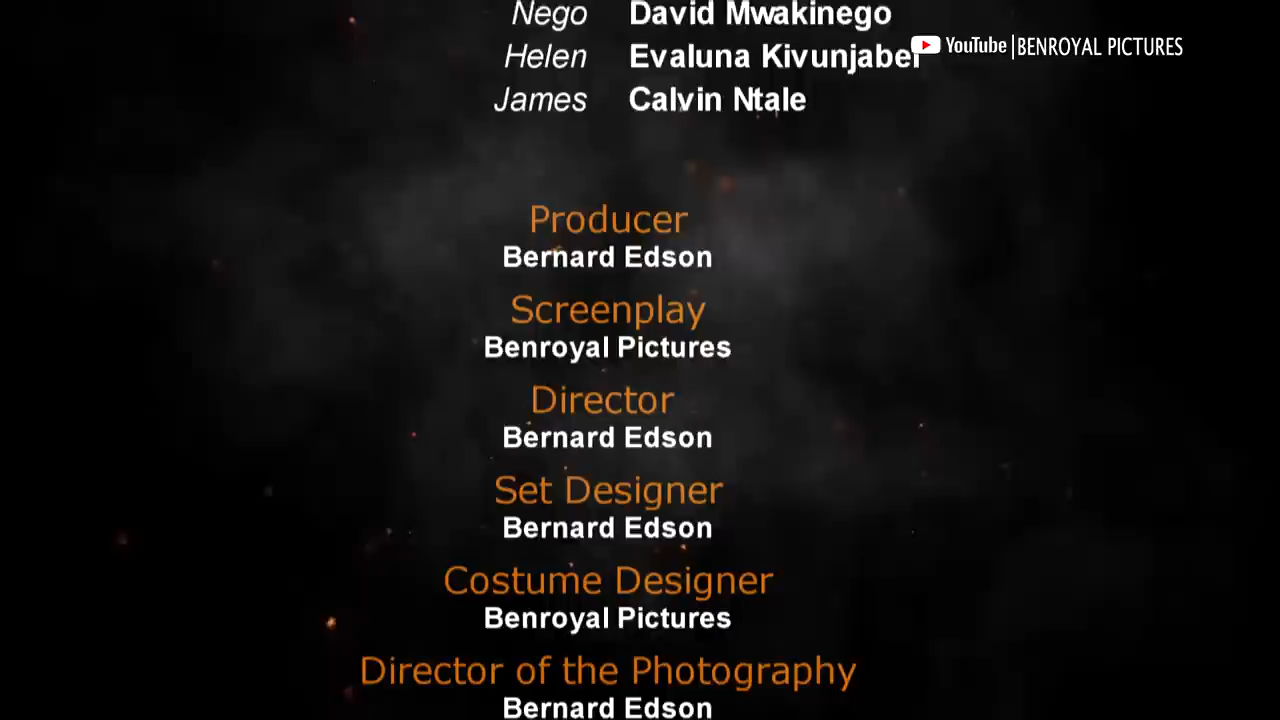 Nego David Mwakinego
Helen Evaluna Kivunjabei
YouTube | BENROYAL PICTURES
James Calvin Ntale
Producer
Bernard Edson
Screenplay
Benroyal Pictures
Director
Bernard Edson
Set Designer
Bernard Edson
Costume Designer
Benroyal Pictures
Director of the Photography
Bernard Edson